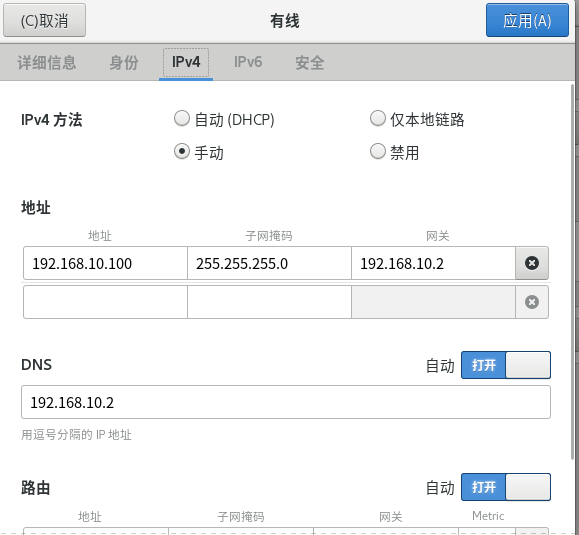 (C)取消 有线 应用(A)
详细信息 身份 IPv4 IPv6 安全
IPv4 方法 自动 (DHCP) 仅本地链路
手动 禁用
地址
地址 子网掩码 网关
192.168.10.100 255.255.255.0 192.168.10.2
DNS 自动 打开
192.168.10.2
用逗号分隔的 IP 地址
路由 自动 打开
地址 子网掩码 网关 Metric